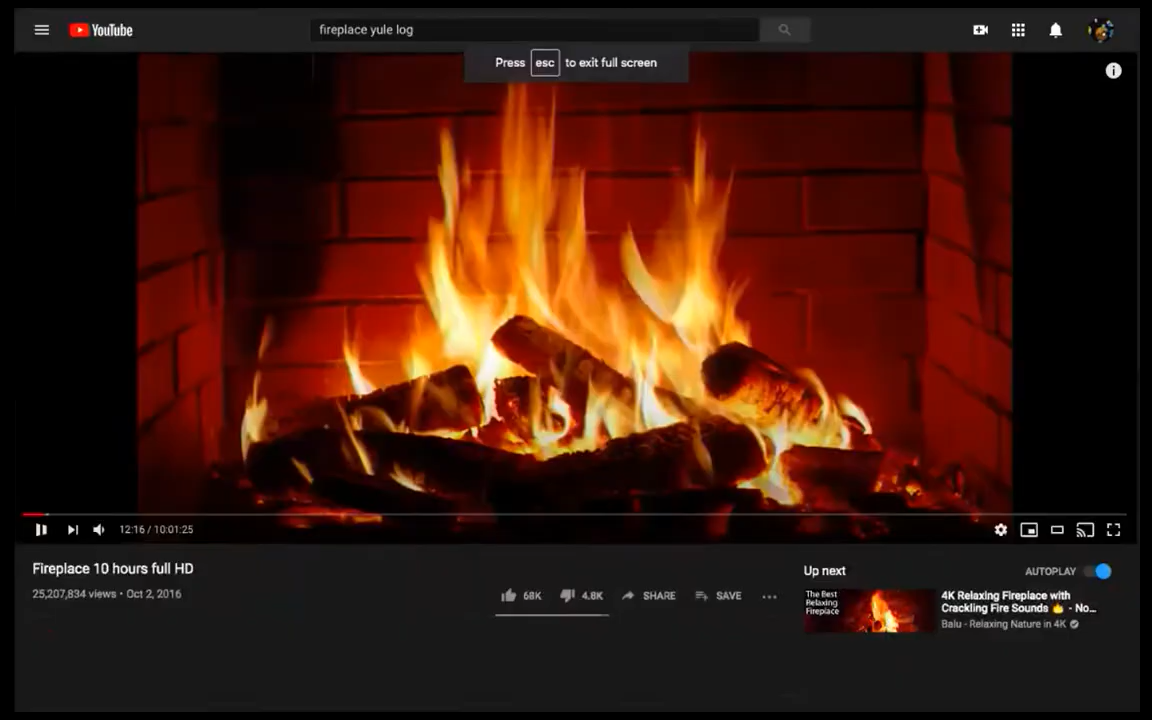 YouTube
fireplace yule log
Press esc to exit full screen
12:16 / 10:01:25
Fireplace 10 hours full HD
25,207,834 views • Oct 2, 2016
68K
4.8K
SHARE
SAVE
Up next
AUTOPLAY
The Best
Relaxing
Fireplace
4K Relaxing Fireplace with
Crackling Fire Sounds 🔥 - No...
Balu - Relaxing Nature in 4K